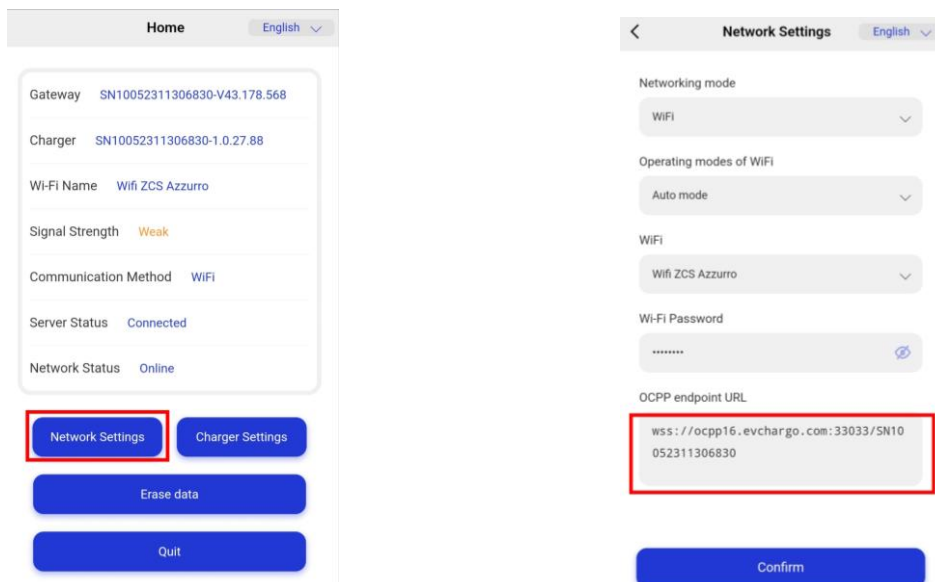 Home
English
Gateway SN10052311306830-V43.178.568
Charger SN10052311306830-1.0.27.88
Wi-Fi Name Wifi ZCS Azzurro
Signal Strength Weak
Communication Method WiFi
Server Status Connected
Network Status Online
Network Settings
Charger Settings
Erase data
Quit
Network Settings
English
Networking mode
WiFi
Operating modes of WiFi
Auto mode
WiFi
Wifi ZCS Azzurro
Wi-Fi Password
••••••••
OCPP endpoint URL
wss://ocpp16.evchargo.com:33033/SN10
052311306830
Confirm